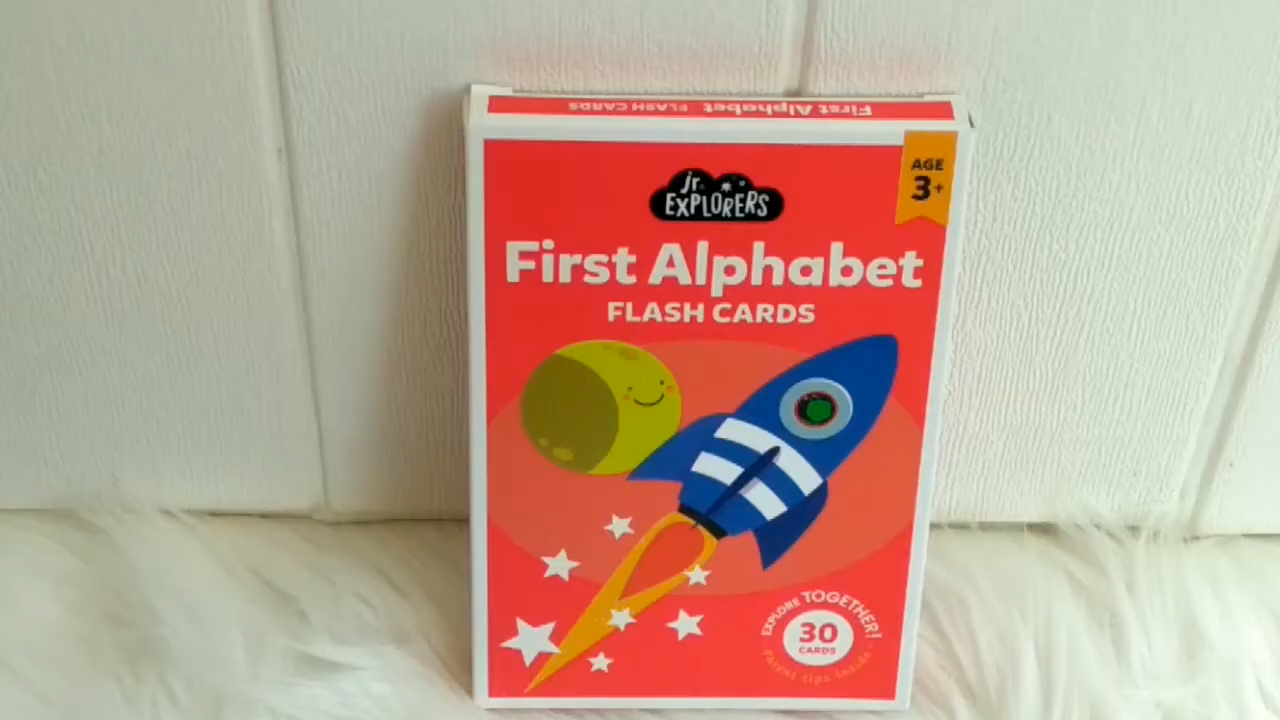 First Alphabet FLASH CARDS
AGE
3+
jr.
EXPLORERS
First Alphabet
FLASH CARDS
EXPLORE TOGETHER!
30
CARDS
Parent tips inside